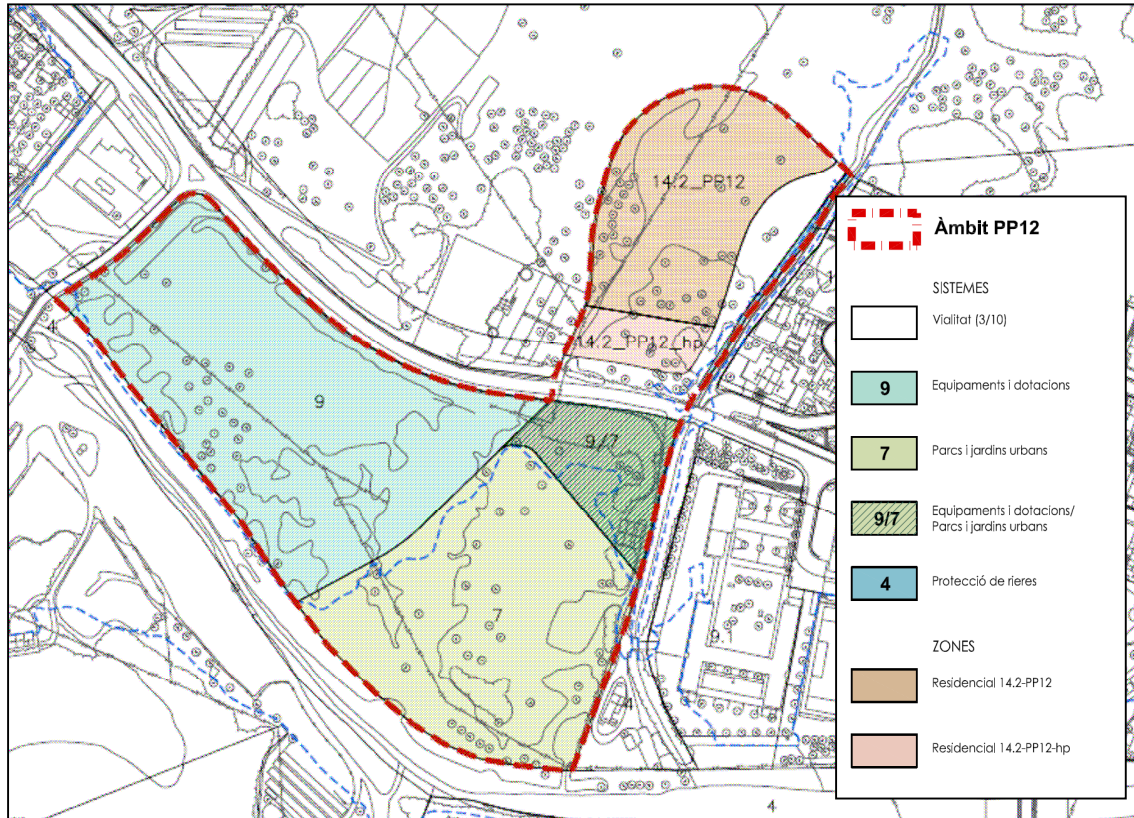 14/2_PP12
14/2_PP12_hp
4
9
9/7
7
9
4
4
Àmbit PP12
SISTEMES
Vialitat (3/10)
9 Equipaments i dotacions
7 Parcs i jardins urbans
9/7 Equipaments i dotacions/
Parcs i jardins urbans
4 Protecció de rieres
ZONES
Residencial 14.2-PP12
Residencial 14.2-PP12-hp